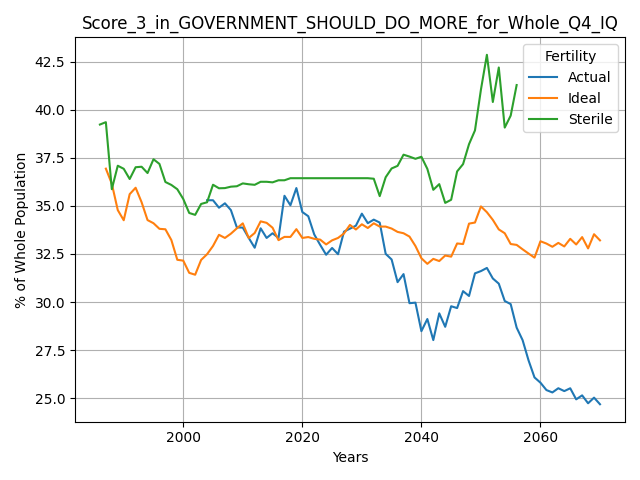 Score_3_in_GOVERNMENT_SHOULD_DO_MORE_for_Whole_Q4_IQ
Fertility
Actual
Ideal
Sterile
% of Whole Population
42.5
40.0
37.5
35.0
32.5
30.0
27.5
25.0
2000
2020
2040
2060
Years